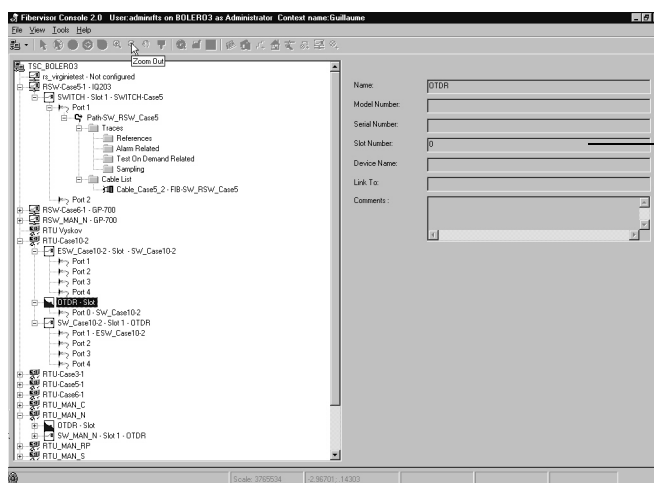 Fibervisor Console 2.0 User:adminnfts on BOLERO3 as Administrator Context name:Guillaume
File View Tools Help
Zoom Out
TSC_BOLERO3
rs_virginietest - Not configured
RSW-Case5-1 - IQ203
SWITCH - Slot 1 - SWITCH-Case5
Port 1
Path-SW_RSW_Case5
Traces
References
Alarm Related
Test On Demand Related
Sampling
Cable List
Cable_Case5_2 - FIB-SW_RSW_Case5
Port 2
RSW-Case6-1 - GP-700
RSW_MAN_N - GP-700
RTU Vyskov
RTU-Case10-2
ESW_Case10-2 - Slot - SW_Case10-2
Port 1
Port 2
Port 3
Port 4
OTDR - Slot
Port 0 - SW_Case10-2
SW_Case10-2 - Slot 1 - OTDR
Port 1 - ESW_Case10-2
Port 2
Port 3
Port 4
RTU-Case3-1
RTU-Case5-1
RTU-Case6-1
RTU_MAN_C
RTU_MAN_N
OTDR - Slot
SW_MAN_N - Slot 1 - OTDR
RTU_MAN_RP
RTU_MAN_S
Name: OTDR
Model Number:
Serial Number:
Slot Number: 0
Device Name:
Link To:
Comments :
Scale: 3765534 -2.96701 14303